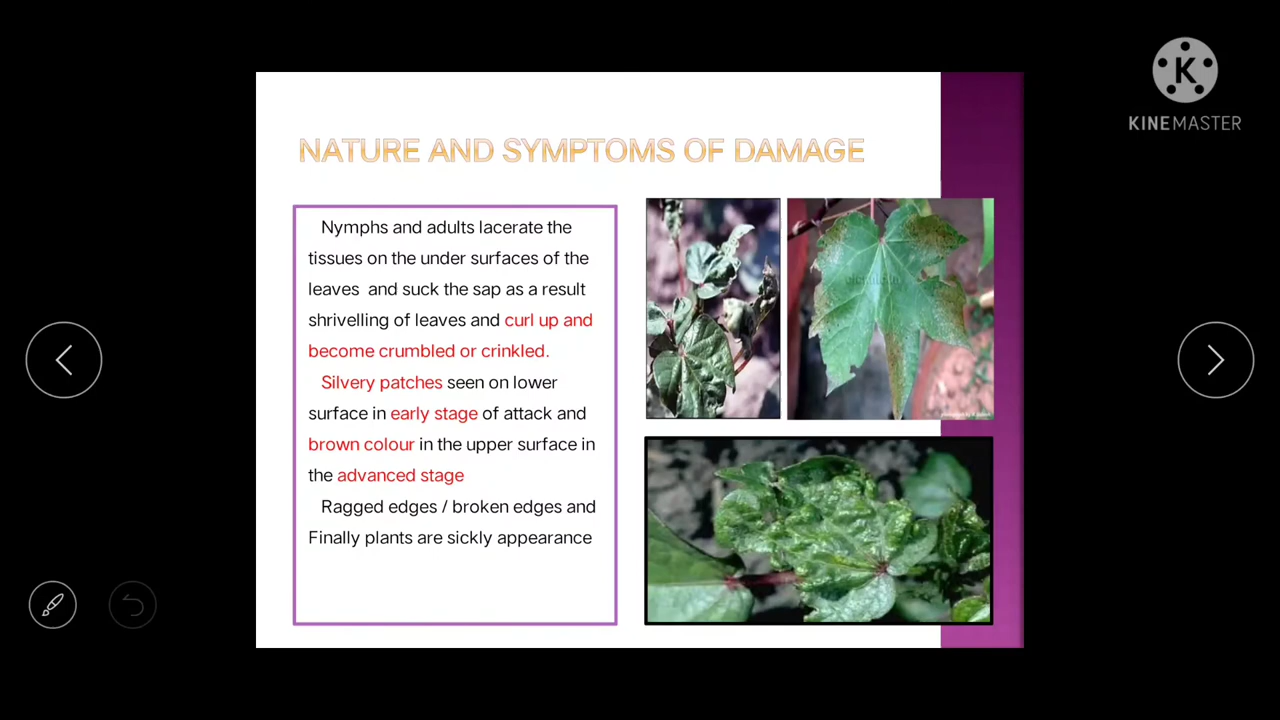 KINEMASTER
NATURE AND SYMPTOMS OF DAMAGE
Nymphs and adults lacerate the
tissues on the under surfaces of the
leaves and suck the sap as a result
shrivelling of leaves and curl up and
become crumbled or crinkled.
Silvery patches seen on lower
surface in early stage of attack and
brown colour in the upper surface in
the advanced stage
Ragged edges / broken edges and
Finally plants are sickly appearance